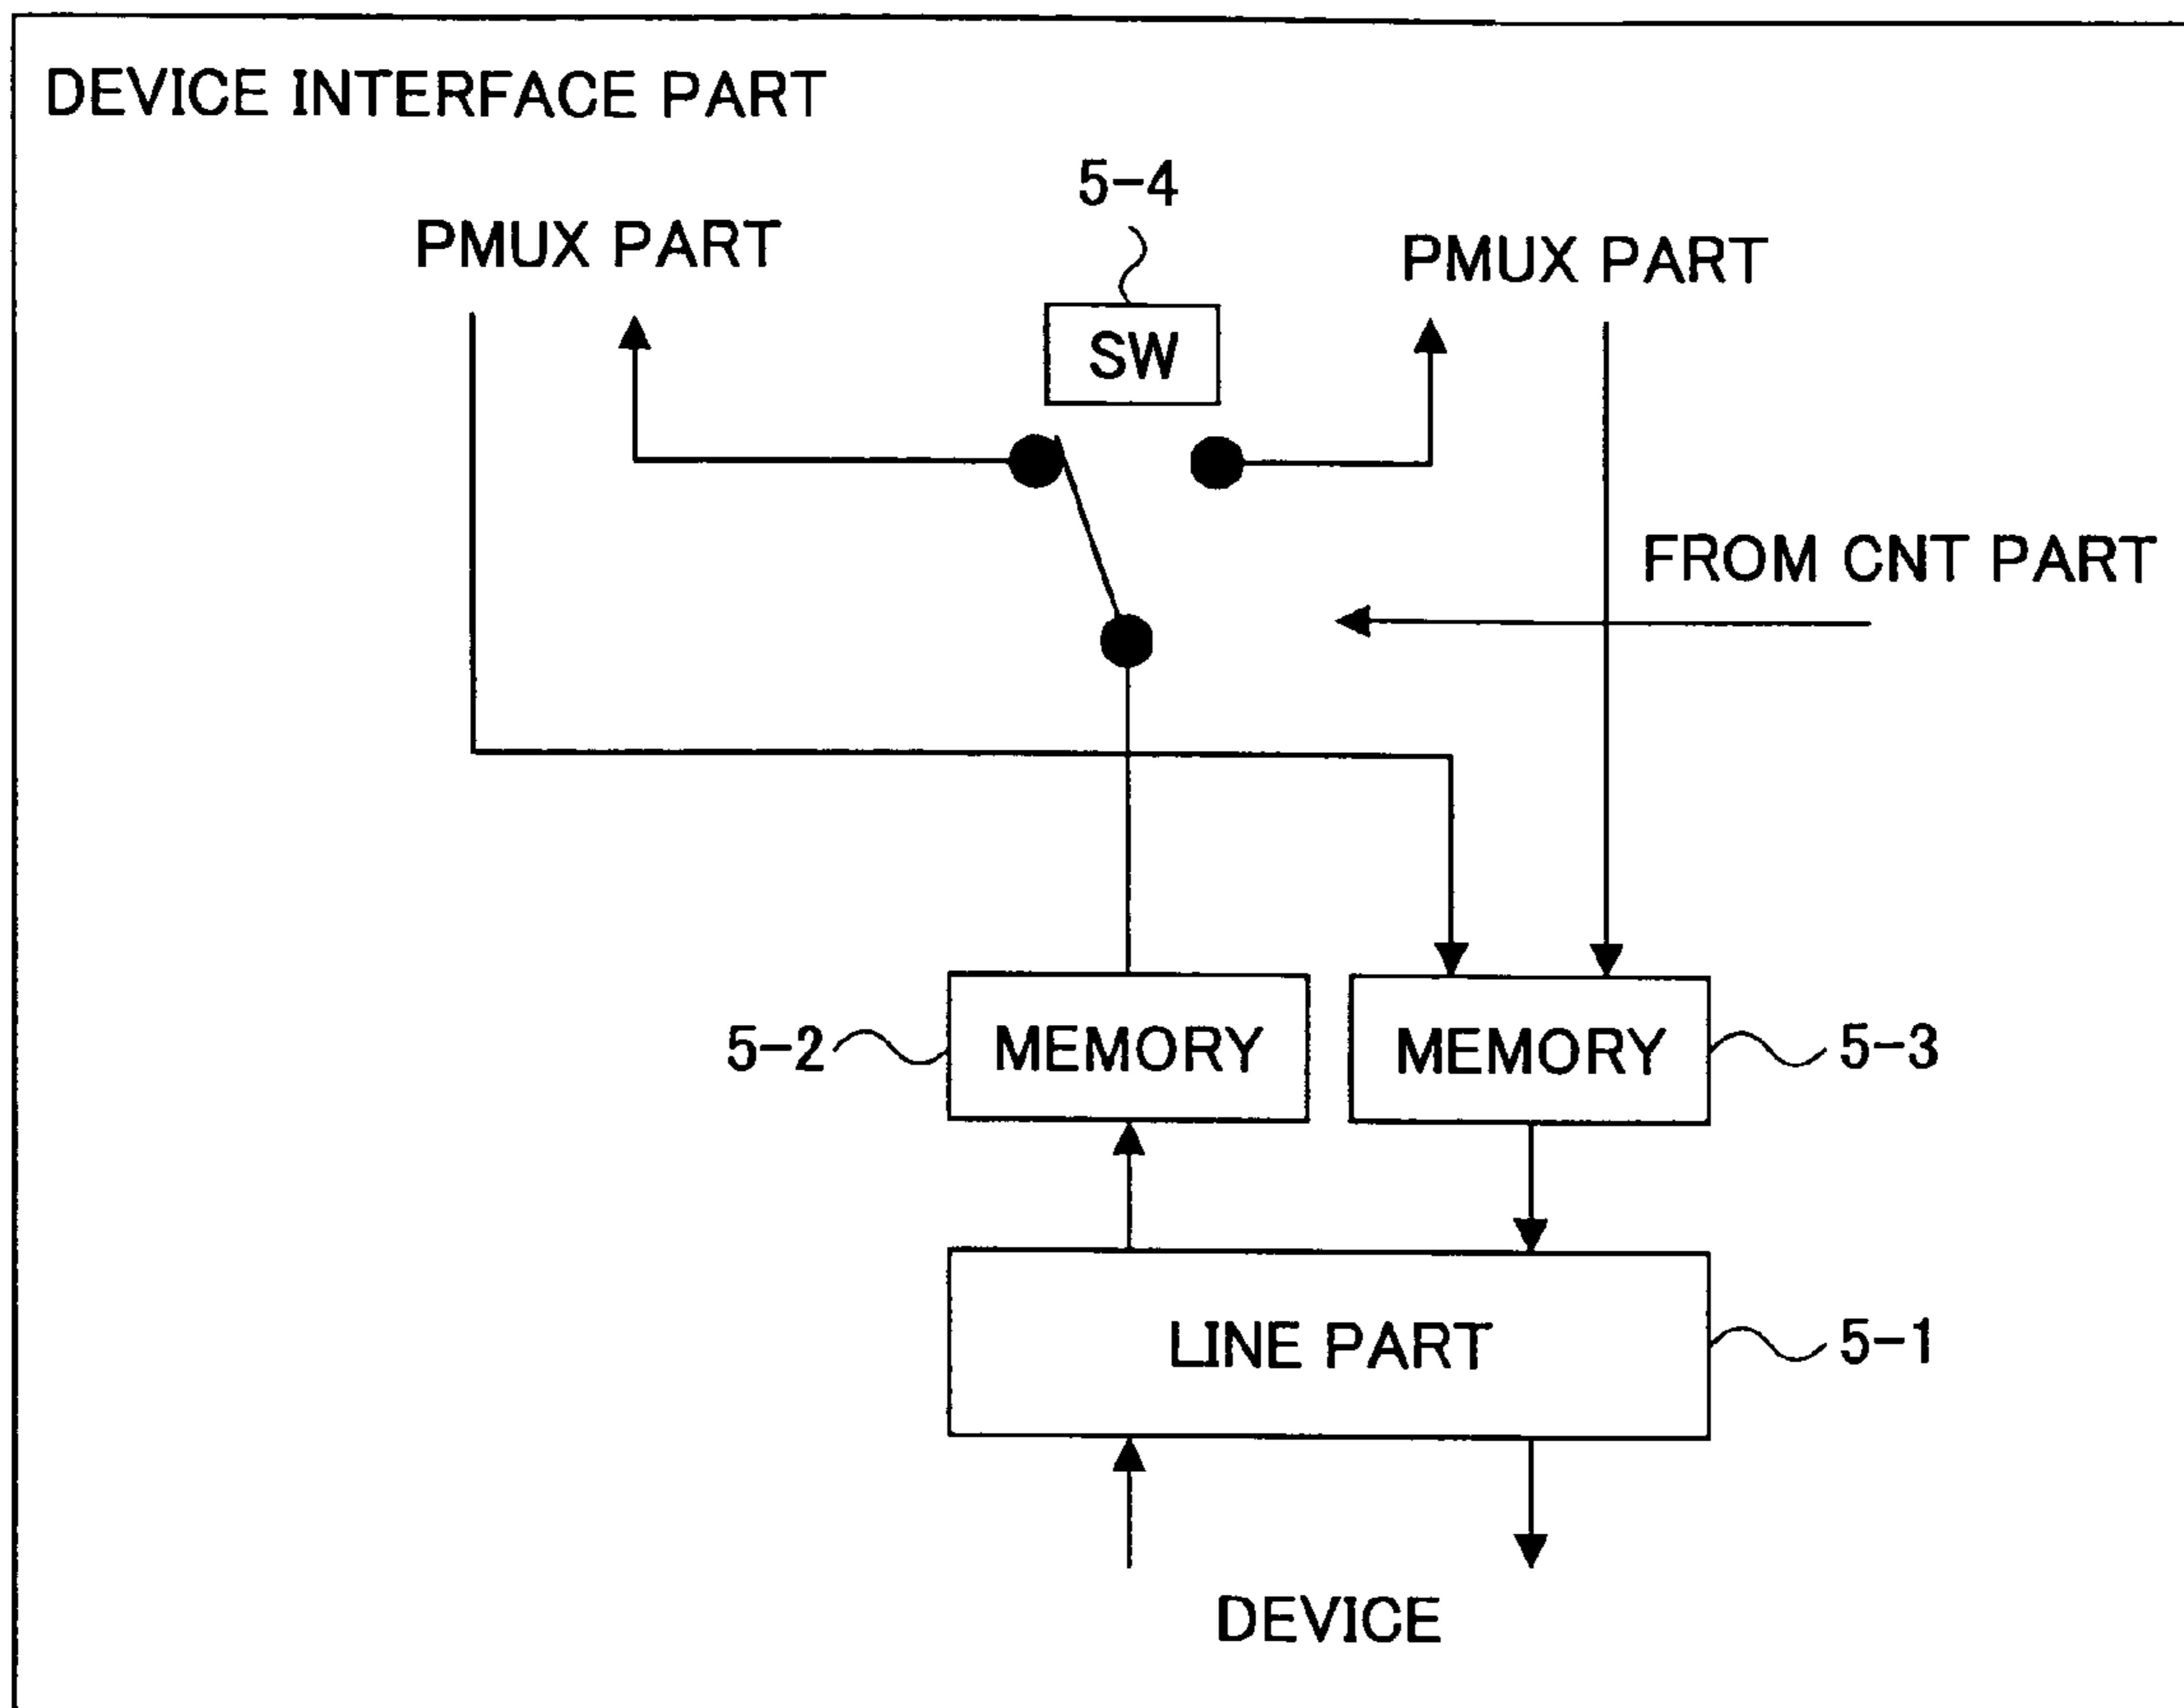 DEVICE INTERFACE PART
5-4
PMUX PART
PMUX PART
SW
FROM CNT PART
5-2
MEMORY
MEMORY
5-3
LINE PART
5-1
DEVICE